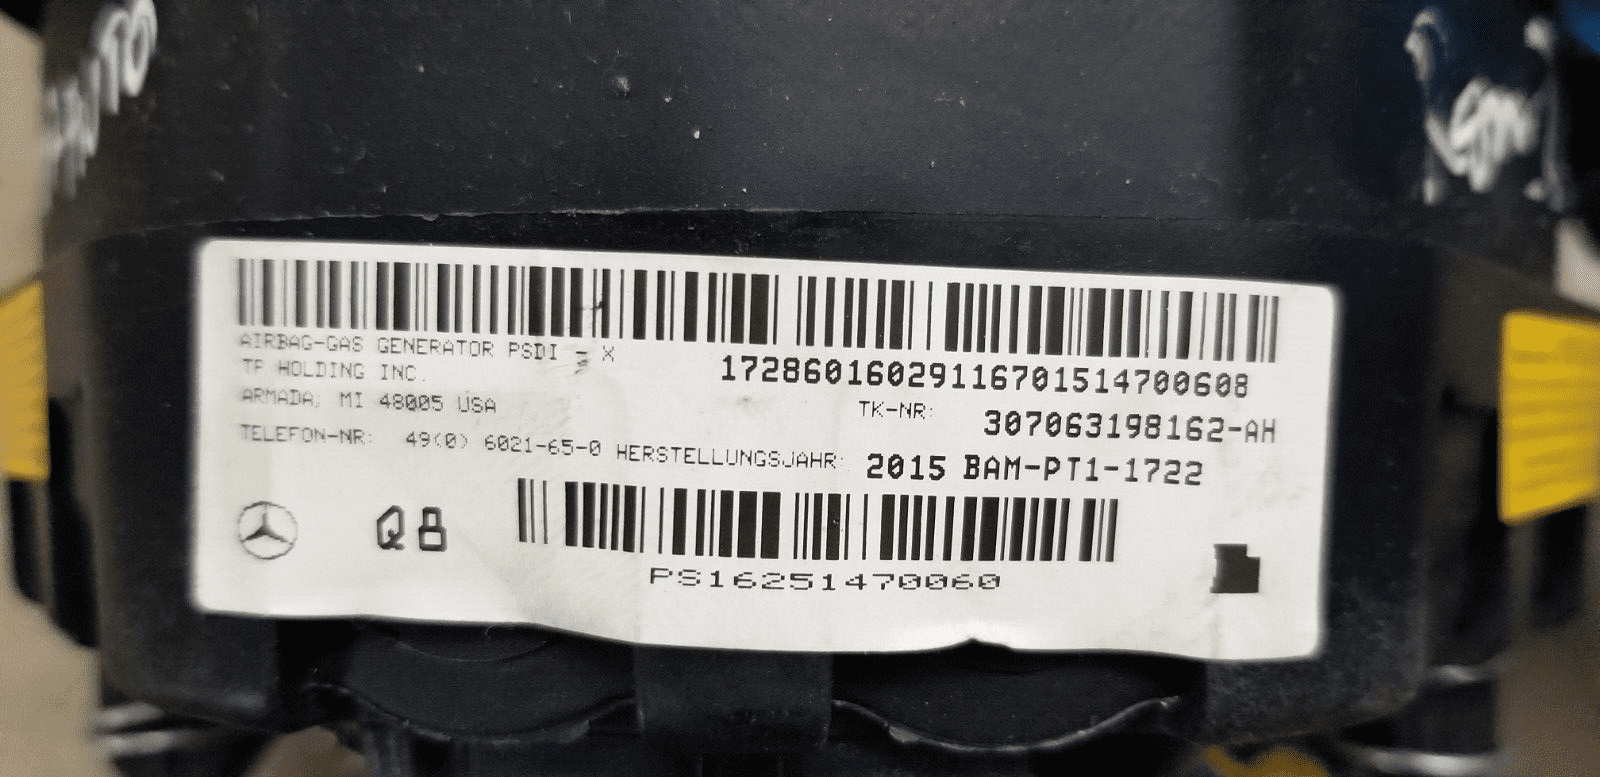 AIRBAG-GAS GENERATOR PSDI - X
17286016029116701514700608
TP HOLDING INC.
TK-NR: 307063198162-AH
ARMADA, MI 48005 USA
TELEFON-NR: 49(0) 6021-65-0 HERSTELLUNGSJAHR: 2015 BAM-PT1-1722
Q8
PS16251470060